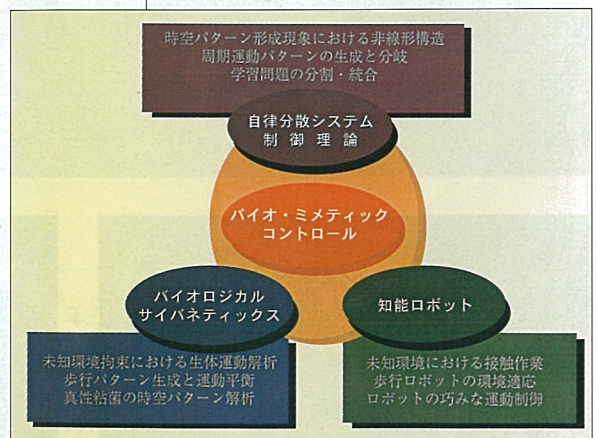 時空パターン形成現象における非線形構造
周期運動パターンの生成と分岐
学習問題の分割・統合
自律分散システム
制御理論
バイオ・ミメティック
コントロール
バイオロジカル
サイバネティックス
知能ロボット
未知環境拘束における生体運動解析
歩行パターン生成と運動平衡
真性粘菌の時空パターン解析
未知環境における接触作業
歩行ロボットの環境適応
ロボットの巧みな運動制御